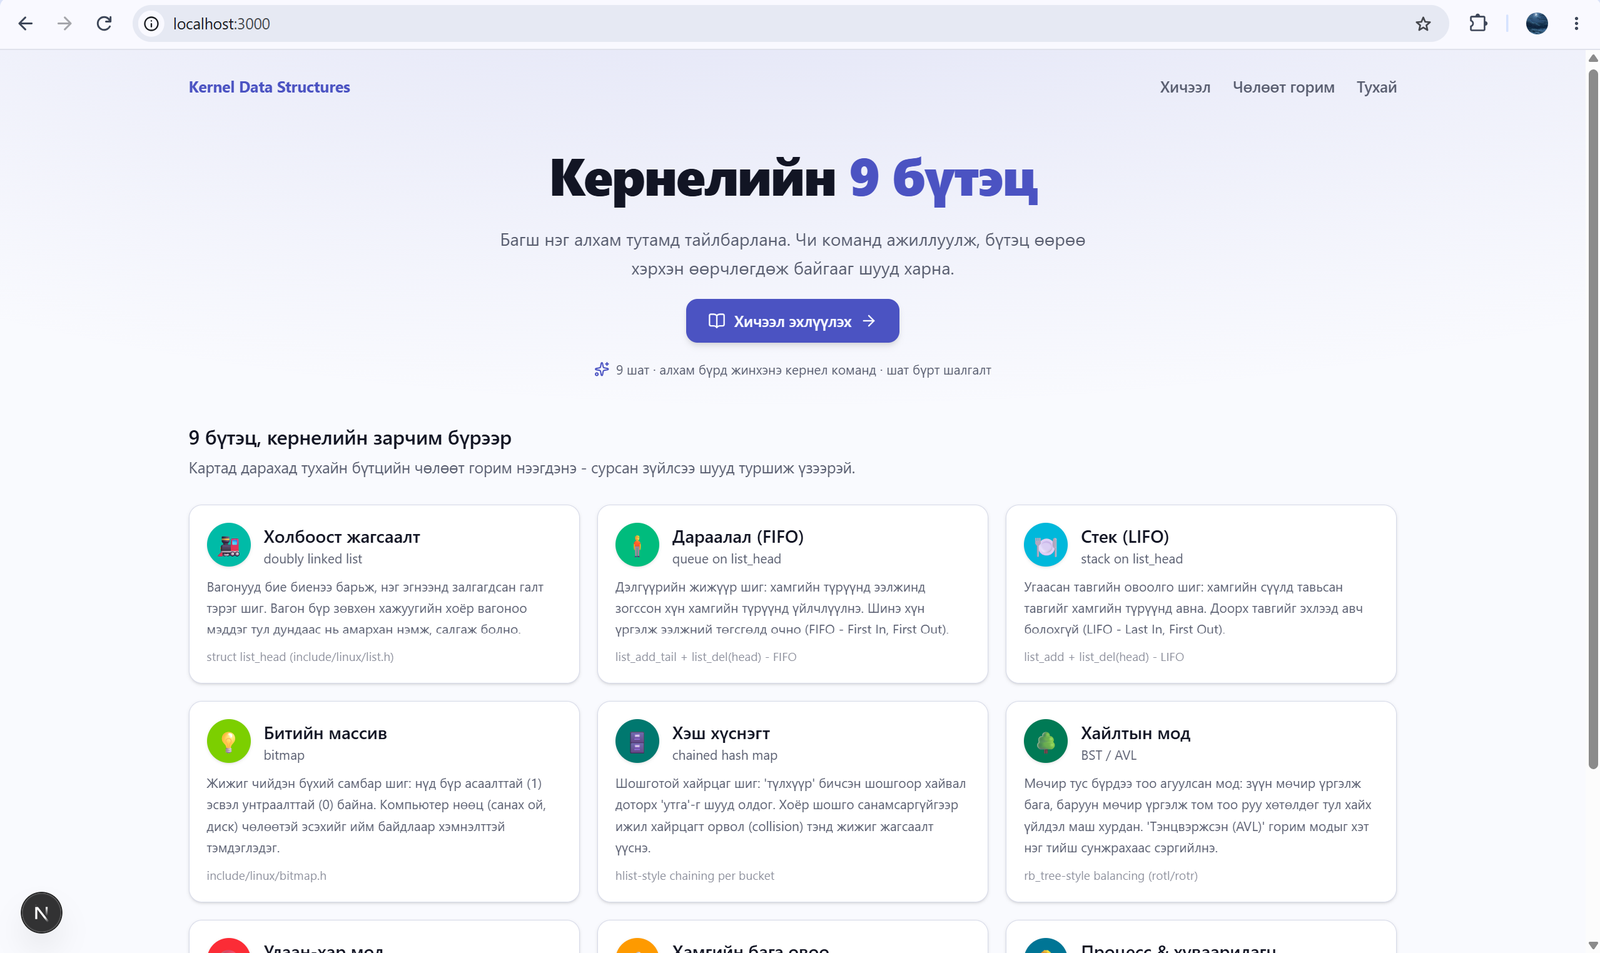 localhost:3000
Kernel Data Structures
Хичээл
Чөлөөт горим
Тухай
Кернелийн 9 бүтэц
Багш нэг алхам тутамд тайлбарлана. Чи команд ажиллуулж, бүтэц өөрөө
хэрхэн өөрчлөгдөж байгааг шууд харна.
Хичээл эхлүүлэх →
9 шат · алхам бүрд жинхэнэ кернел команд · шат бүрт шалгалт
9 бүтэц, кернелийн зарчим бүрээр
Картад дарахад тухайн бүтцийн чөлөөт горим нээгдэнэ - сурсан зүйлсээ шууд туршиж үзээрэй.
Холбоост жагсаалт
doubly linked list
Вагонууд бие биенээ барьж, нэг эгнээнд залгагдсан галт
тэрэг шиг. Вагон бүр зөвхөн хажуугийн хоёр вагоноо
мэддэг тул дундаас нь амархан нэмж, салгаж болно.
struct list_head (include/linux/list.h)
Дараалал (FIFO)
queue on list_head
Дэлгүүрийн жижүүр шиг: хамгийн түрүүнд ээлжинд
зогссон хүн хамгийн түрүүнд үйлчлүүлнэ. Шинэ хүн
үргэлж ээлжний төгсгөлд очно (FIFO - First In, First Out).
list_add_tail + list_del(head) - FIFO
Стек (LIFO)
stack on list_head
Угаасан тавгийн овоолго шиг: хамгийн сүүлд тавьсан
тавгийг хамгийн түрүүнд авна. Доорх тавгийг эхлээд авч
болохгүй (LIFO - Last In, First Out).
list_add + list_del(head) - LIFO
Битийн массив
bitmap
Жижиг чийдэн бүхий самбар шиг: нүд бүр асаалттай (1)
эсвэл унтраалттай (0) байна. Компьютер нөөц (санах ой,
диск) чөлөөтэй эсэхийг ийм байдлаар хэмнэлттэй
тэмдэглэдэг.
include/linux/bitmap.h
Хэш хүснэгт
chained hash map
Шошготой хайрцаг шиг: 'түлхүүр' бичсэн шошгоор хайвал
доторх 'утга'-г шууд олдог. Хоёр шошго санамсаргүйгээр
ижил хайрцагт орвол (collision) тэнд жижиг жагсаалт
үүснэ.
hlist-style chaining per bucket
Хайлтын мод
BST / AVL
Мөчир тус бүрдээ тоо агуулсан мод: зүүн мөчир үргэлж
бага, баруун мөчир үргэлж том тоо руу хөтөлдөг тул хайх
үйлдэл маш хурдан. 'Тэнцвэржсэн (AVL)' горим модыг хэт
нэг тийш сунжрахаас сэргийлнэ.
rb_tree-style balancing (rotl/rotr)
Улаан-хар мод
Хамгийн бага овоо
Процесс & хуваарилагч
N